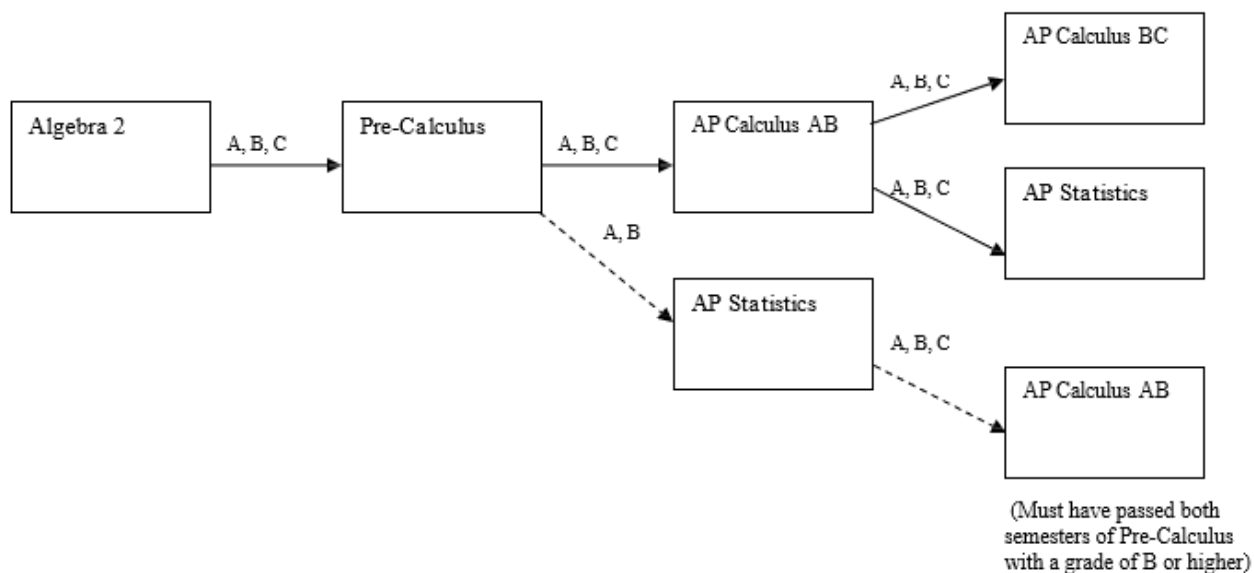 AP Calculus BC
A, B, C
Algebra 2
Pre-Calculus
AP Calculus AB
A, B, C
A, B, C
A, B, C
AP Statistics
A, B
AP Statistics
A, B, C
AP Calculus AB
(Must have passed both
semesters of Pre-Calculus
with a grade of B or higher)